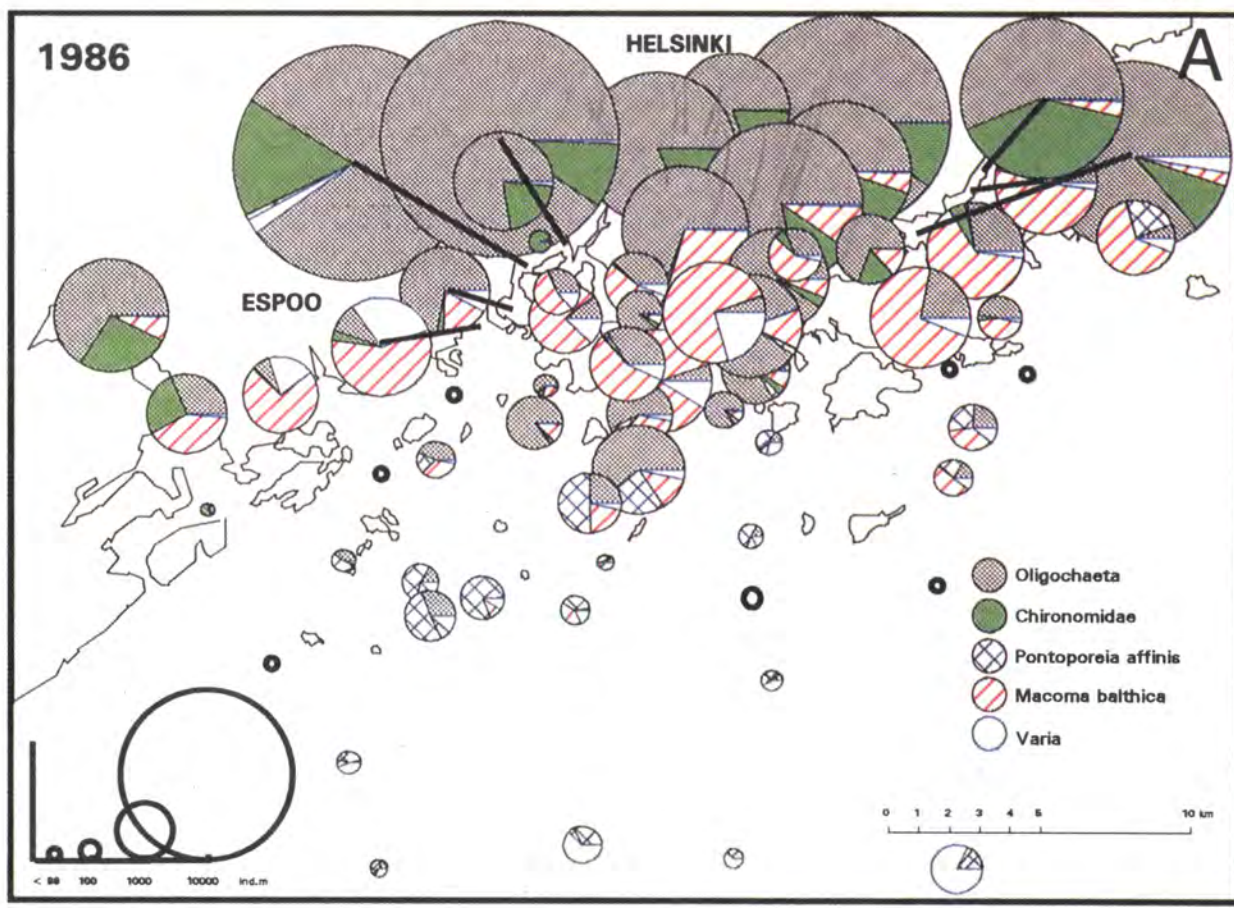 1986
HELSINKI
A
ESPOO
Oligochaeta
Chironomidae
Pontoporeia affinis
Macoma balthica
Varia
0 1 2 3 4 5 10 km
100 1000 10000 ind.m